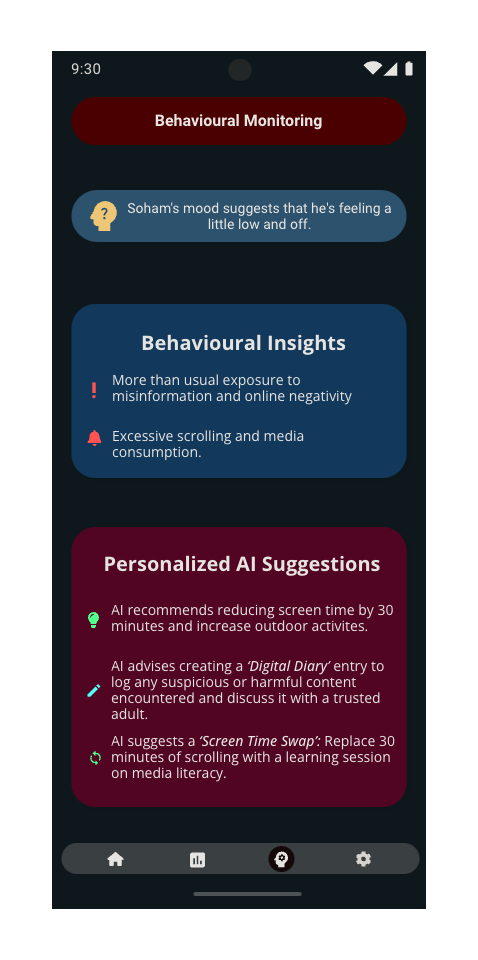 9:30
Behavioural Monitoring
?
Soham's mood suggests that he's feeling a
little low and off.
Behavioural Insights
More than usual exposure to
misinformation and online negativity
Excessive scrolling and media
consumption.
Personalized AI Suggestions
AI recommends reducing screen time by 30
minutes and increase outdoor activites.
AI advises creating a ‘Digital Diary’ entry to
log any suspicious or harmful content
encountered and discuss it with a trusted
adult.
AI suggests a ‘Screen Time Swap’: Replace 30
minutes of scrolling with a learning session
on media literacy.